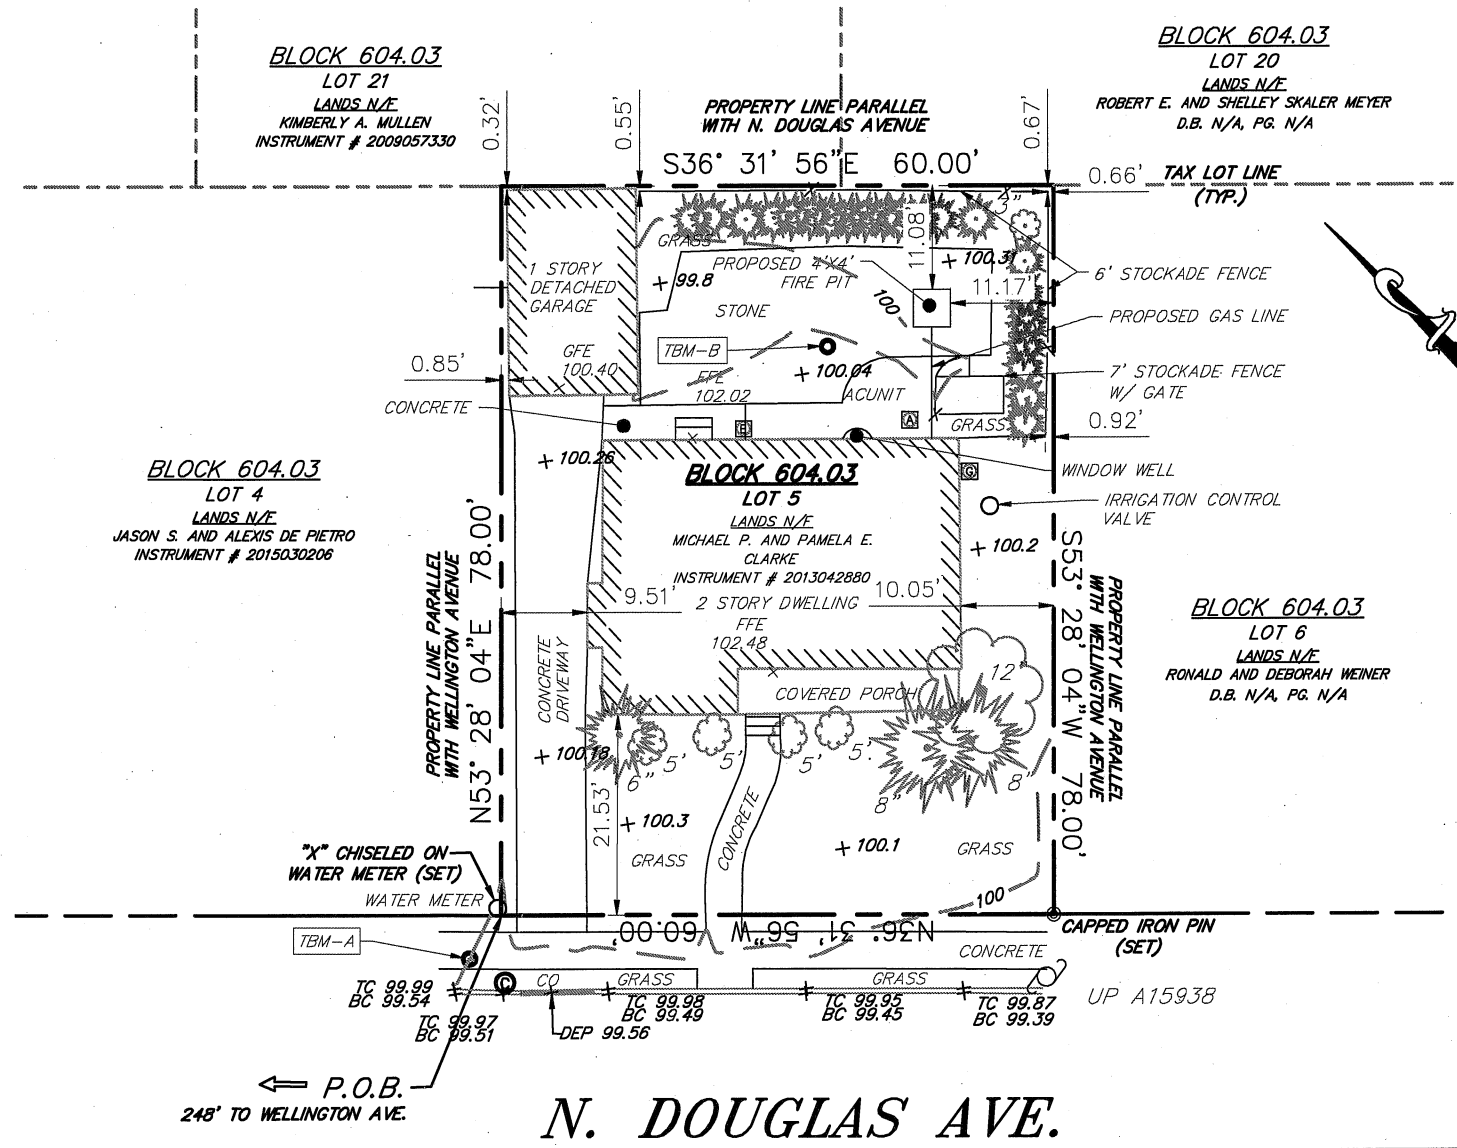 BLOCK 604.03
LOT 21
LANDS N/F
KIMBERLY A. MULLEN
INSTRUMENT # 2009057330
BLOCK 604.03
LOT 20
LANDS N/F
ROBERT E. AND SHELLEY SKALER MEYER
D.B. N/A, PG. N/A
0.32'
0.55'
PROPERTY LINE PARALLEL
WITH N. DOUGLAS AVENUE
0.67'
S36° 31' 56"E 60.00'
0.66'
TAX LOT LINE
(TYP.)
3"
GRASS
11.08'
1 STORY
DETACHED
GARAGE
99.8
PROPOSED 4'X4'
FIRE PIT
100.31
11.17'
6' STOCKADE FENCE
100
STONE
PROPOSED GAS LINE
GFE
100.40
TBM-B
0.85'
FFE
102.02
100.04
ACUNIT
7' STOCKADE FENCE
W/ GATE
CONCRETE
E
A
GRASS
0.92'
100.26
BLOCK 604.03
LOT 5
LANDS N/F
MICHAEL P. AND PAMELA E.
CLARKE
INSTRUMENT # 2013042880
G
WINDOW WELL
IRRIGATION CONTROL
VALVE
BLOCK 604.03
LOT 4
LANDS N/F
JASON S. AND ALEXIS DE PIETRO
INSTRUMENT # 2015030206
100.2
PROPERTY LINE PARALLEL
WITH WELLINGTON AVENUE
N53° 28' 04"E 78.00'
9.51'
2 STORY DWELLING
10.05'
FFE
102.48
S53° 28' 04"W 78.00'
PROPERTY LINE PARALLEL
WITH WELLINGTON AVENUE
BLOCK 604.03
LOT 6
LANDS N/F
RONALD AND DEBORAH WEINER
D.B. N/A, PG. N/A
CONCRETE
DRIVEWAY
COVERED PORCH
12'
100.18
6"
5'
5'
5'
5'
8"
8"
21.53'
100.3
CONCRETE
100.1
GRASS
GRASS
"X" CHISELED ON
WATER METER (SET)
WATER METER
100
N36° 31' 56"W 60.00'
CAPPED IRON PIN
(SET)
TBM-A
CONCRETE
C
CO
GRASS
GRASS
TC 99.99
BC 99.54
TC 99.97
BC 99.51
TC 99.98
BC 99.49
TC 99.95
BC 99.45
TC 99.87
BC 99.39
UP A15938
DEP 99.56
P.O.B.
248' TO WELLINGTON AVE.
N. DOUGLAS AVE.